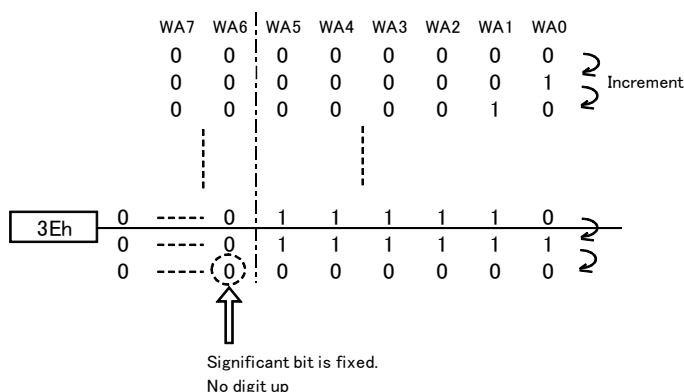 WA7 WA6 WA5 WA4 WA3 WA2 WA1 WA0
0 0 0 0 0 0 0 0
0 0 0 0 0 0 0 1 Increment
0 0 0 0 0 0 1 0
0 ----- 0 1 1 1 1 1 0
3Eh
0 ----- 0 1 1 1 1 1 1
0 ----- 0 0 0 0 0 0 0
Significant bit is fixed.
No digit up